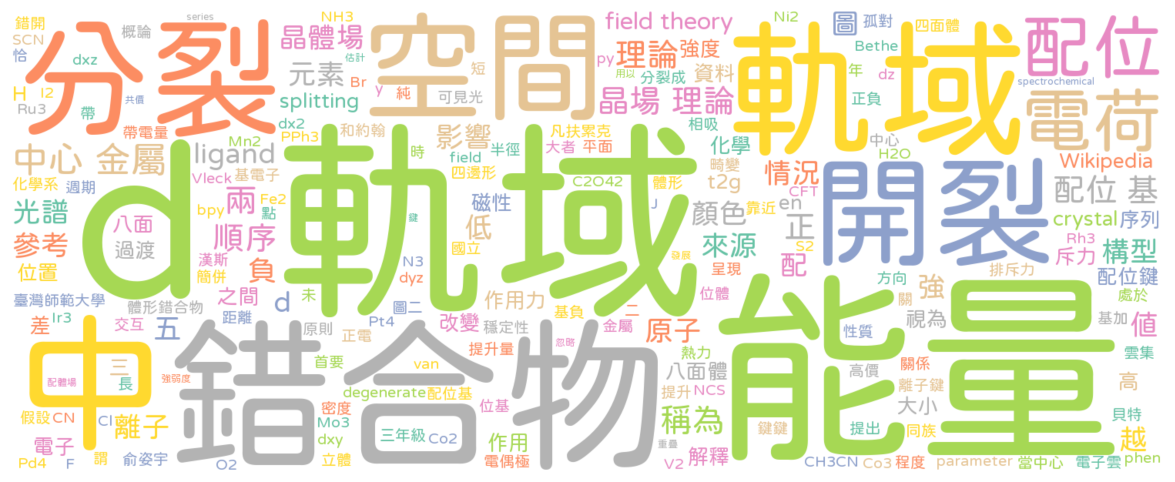 錯開
SCN
恰
概論
series
dxz
NH3
H
I2
Ru3
帶
帶電量
分裂
晶體場
元素
估計
Br
y
純
splitting
可見光
短
空間
field theory
py
理論
強度
分裂成
資料
晶場 理論
相吸
Ni2
圖
孤對
四面體
Bethe
用以
年
dz
spectrochemical
正負
軌域
配位
電荷
中心 金屬
共價
Mn2
PPh3
dx2
和約翰
影響
凡扶累克
大者
平面
化學
中心
H2O
Wikipedia
化學系
週期
Vleck
ligand
基電子
時
field
半徑
四邊形
C2O42
體形
畸變
t2g
情況
CFT
配位 基
光譜
八面
兩
bpy
Fe2
點
鍵
磁性
J
靠近
顏色
en
正
crystal
序列
參考
過渡
順序
漢斯
國立
低
發展
來源
S2
Rh3
斥力
構型
位置
簡併
負
N3
dyz
呈現
配
方向
排斥力
配位鍵
臺灣師範大學
體形錯合物
之間
d
未
圖二
作用力
基負
二
位體
強
關
處於
Ir3
差
交互
五
距離
原則
正電
Pt4
改變
穩定性
金屬
原子
性質
視為
基加
值
d軌域
開裂
能量
中
錯合物
三
長
配體場
強弱度
首要
van
提升量
忽略
熱力
八面體
高價
關係
離子鍵
高
雲集
假設
CN
Cl
離子
degenerate
配位基
位基
提升
NCS
大小
貝特
密度
Mo3
dxy
三年級
Co2
作用
重疊
稱為
鍵鍵
提出
同族
越
電子
謂
俞姿宇
立體
電偶極
V2
解釋
Pd4
F
O2
CH3CN
Co3
程度
parameter
當中心
電子雲
phen